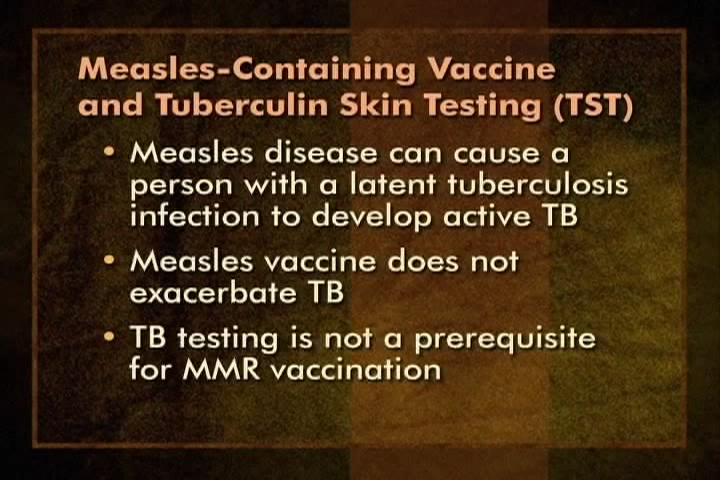 Measles-Containing Vaccine
and Tuberculin Skin Testing (TST)
• Measles disease can cause a
person with a latent tuberculosis
infection to develop active TB
• Measles vaccine does not
exacerbate TB
• TB testing is not a prerequisite
for MMR vaccination